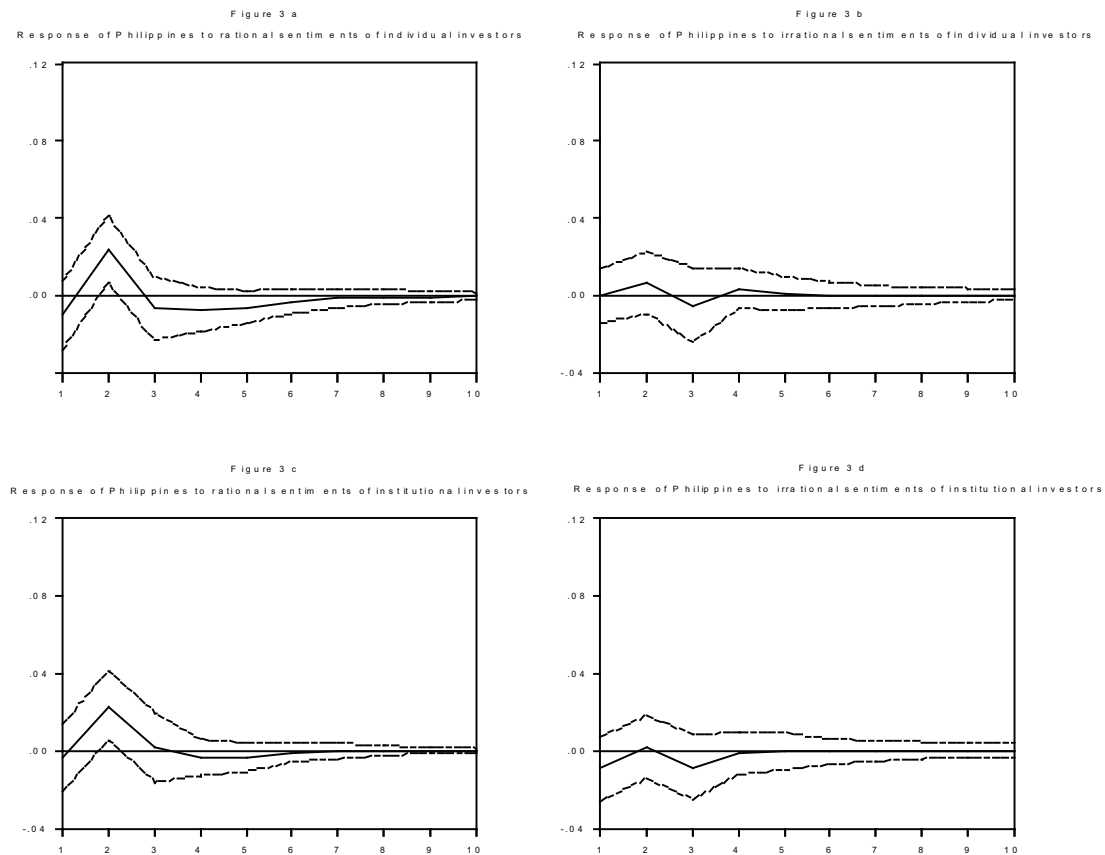 Figure 3a
Response of Philippines to rational sentiments of individual investors
.12
.08
.04
.00
1 2 3 4 5 6 7 8 9 10
Figure 3b
Response of Philippines to irrational sentiments of individual investors
.12
.08
.04
.00
-.04
1 2 3 4 5 6 7 8 9 10
Figure 3c
Response of Philippines to rational sentiments of institutional investors
.12
.08
.04
.00
-.04
1 2 3 4 5 6 7 8 9 10
Figure 3d
Response of Philippines to irrational sentiments of institutional investors
.12
.08
.04
.00
-.04
1 2 3 4 5 6 7 8 9 10